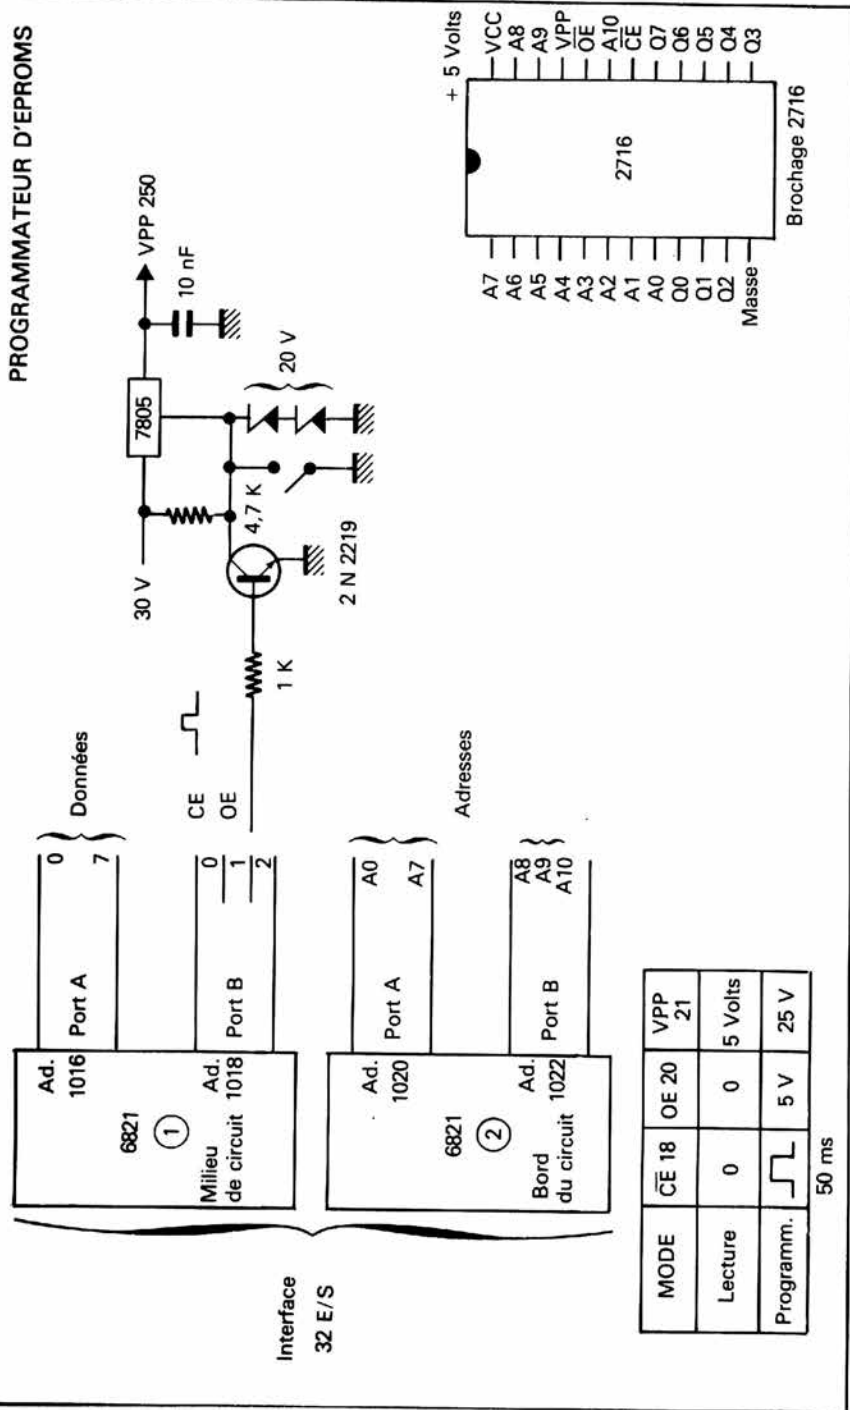 PROGRAMMATEUR D'EPROMS
Interface
32 E/S
6821
1
Milieu
de circuit
Ad.
1016
Port A
0
7
Données
Ad.
1018
Port B
0
1
2
CE
OE
1 K
30 V
4,7 K
2 N 2219
7805
20 V
10 nF
VPP 250
6821
2
Bord
du circuit
Ad.
1020
Port A
A0
A7
Adresses
Ad.
1022
Port B
A8
A9
A10
MODE CE 18 OE 20 VPP 21
Lecture 0 0 5 Volts
Programm. 5 V 25 V
50 ms
+ 5 Volts
A7 VCC
A6 A8
A5 A9
A4 VPP
A3 OE
A2 A10
A1 CE
A0 Q7
Q0 Q6
Q1 Q5
Q2 Q4
Masse Q3
2716
Brochage 2716